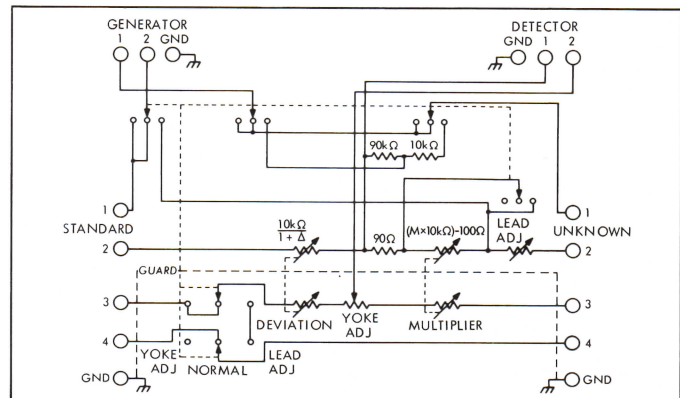 GENERATOR
1 2 GND
DETECTOR
GND 1 2
90kΩ 10kΩ
1
STANDARD
2
10kΩ
1 + Δ
90Ω
(M×10kΩ)-100Ω
LEAD
ADJ
1
UNKNOWN
2
GUARD
3
DEVIATION
YOKE
ADJ
MULTIPLIER
3
4
YOKE
ADJ
NORMAL
LEAD
ADJ
4
GND
GND